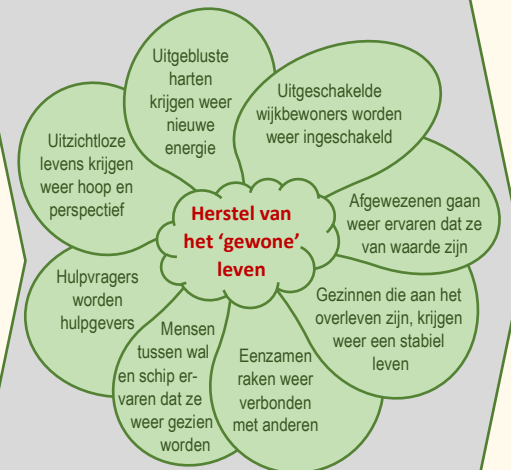 Uitgebluste
harten
krijgen weer
nieuwe
energie
Uitgeschakelde
wijkbewoners worden
weer ingeschakeld
Afgewezenen gaan
weer ervaren dat ze
van waarde zijn
Gezinnen die aan het
overleven zijn, krijgen
weer een stabiel
leven
Eenzamen
raken weer
verbonden
met anderen
Mensen
tussen wal
en schip er-
varen dat ze
weer gezien
worden
Hulpvragers
worden
hulpgevers
Uitzichtloze
levens krijgen
weer hoop en
perspectief
Herstel van
het ‘gewone’
leven